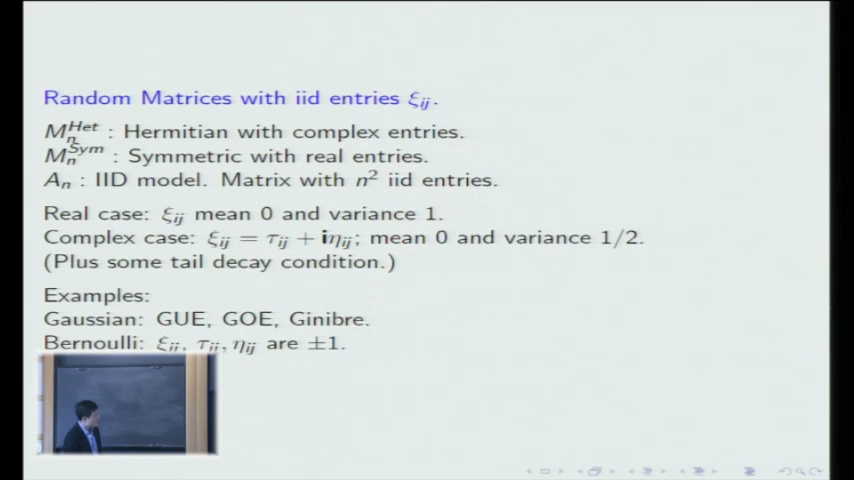 Random Matrices with iid entries ξ_ij.
M_n^Het : Hermitian with complex entries.
M_n^Sym : Symmetric with real entries.
A_n : IID model. Matrix with n² iid entries.
Real case: ξ_ij mean 0 and variance 1.
Complex case: ξ_ij = τ_ij + iη_ij; mean 0 and variance 1/2.
(Plus some tail decay condition.)
Examples:
Gaussian: GUE, GOE, Ginibre.
Bernoulli: ξ_ij, τ_ij, η_ij are ±1.